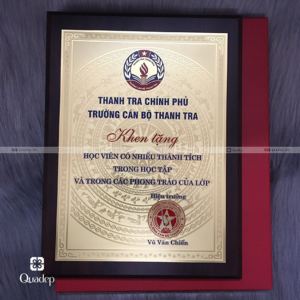 THANH TRA CHÍNH PHỦ
TRƯỜNG CÁN BỘ THANH TRA
Khen tặng
HỌC VIÊN CÓ NHIỀU THÀNH TÍCH
TRONG HỌC TẬP
VÀ TRONG CÁC PHONG TRÀO CỦA LỚP
Hiệu trưởng
Vũ Văn Chiến
Quadep